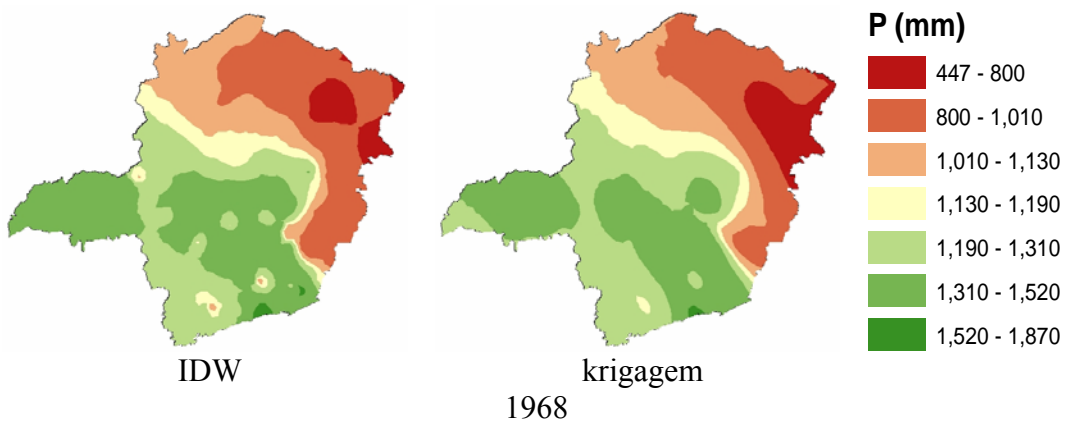 P (mm)
447 - 800
800 - 1,010
1,010 - 1,130
1,130 - 1,190
1,190 - 1,310
1,310 - 1,520
1,520 - 1,870
IDW
krigagem
1968